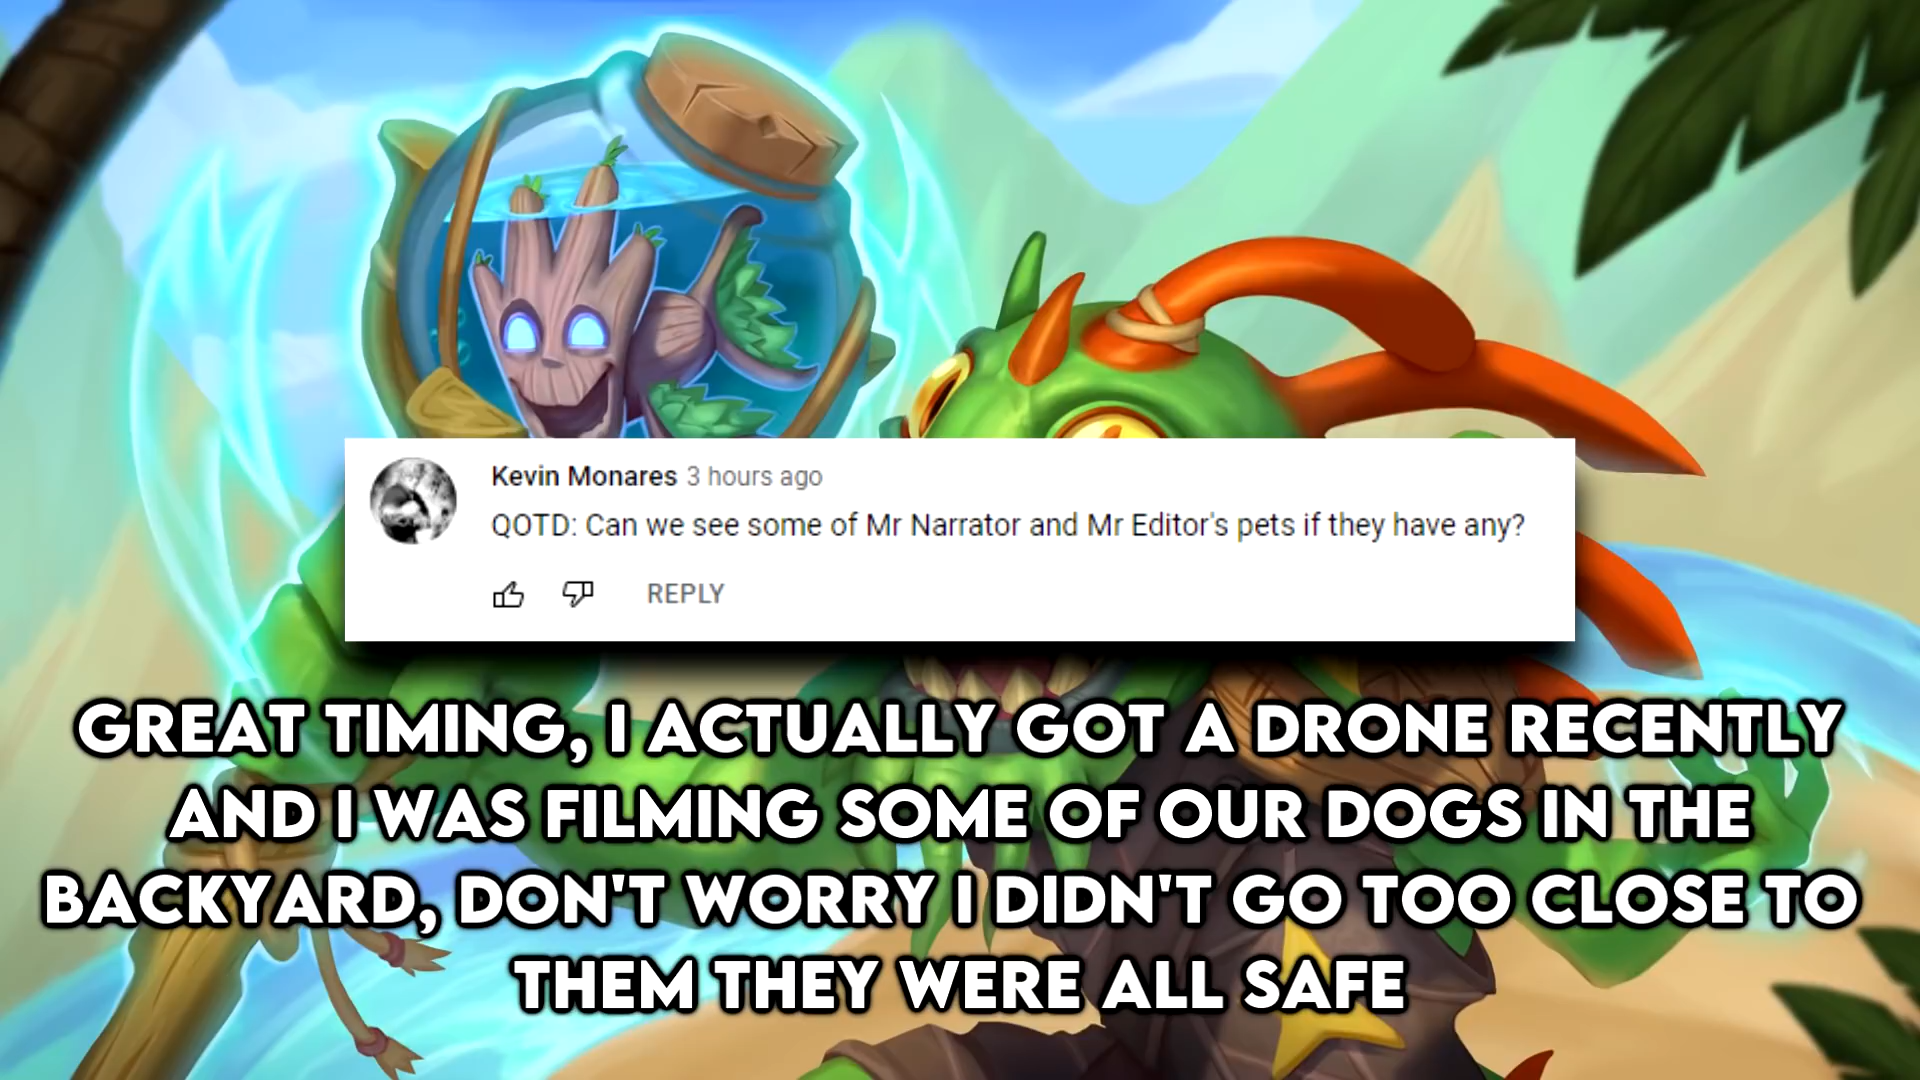 Kevin Monares 3 hours ago
QOTD: Can we see some of Mr Narrator and Mr Editor's pets if they have any?
REPLY
GREAT TIMING, I ACTUALLY GOT A DRONE RECENTLY
AND I WAS FILMING SOME OF OUR DOGS IN THE
BACKYARD, DON'T WORRY I DIDN'T GO TOO CLOSE TO
THEM THEY WERE ALL SAFE